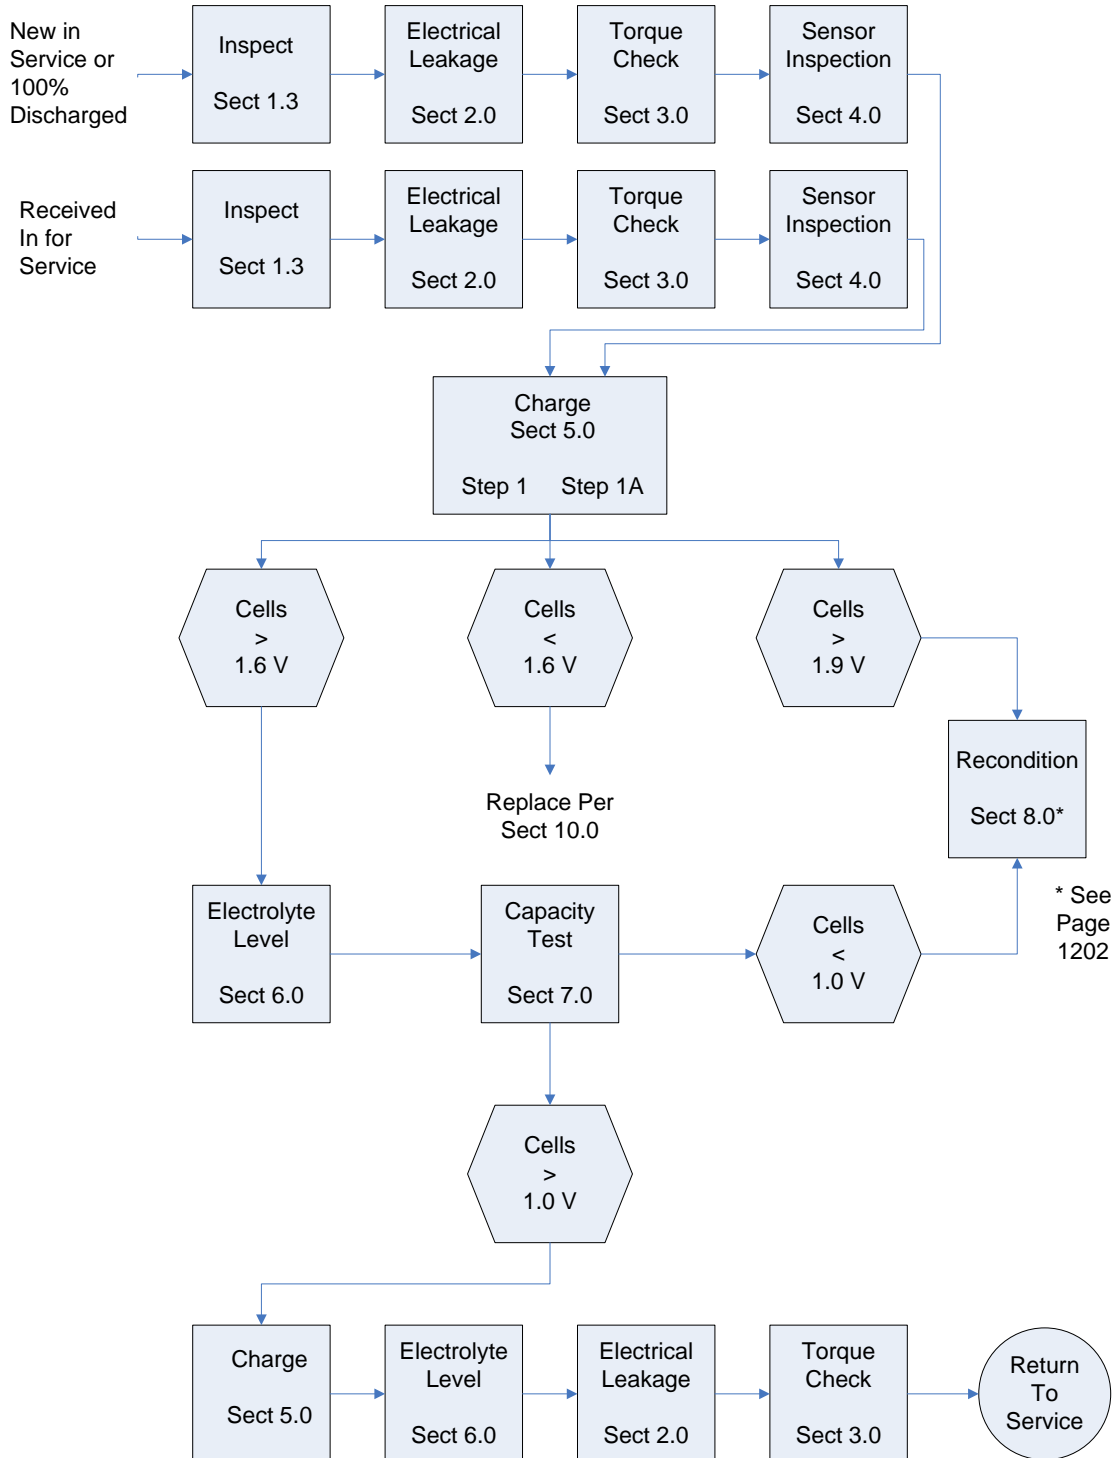 New in
Service or
100%
Discharged
Inspect
Sect 1.3
Electrical
Leakage
Sect 2.0
Torque
Check
Sect 3.0
Sensor
Inspection
Sect 4.0
Received
In for
Service
Inspect
Sect 1.3
Electrical
Leakage
Sect 2.0
Torque
Check
Sect 3.0
Sensor
Inspection
Sect 4.0
Charge
Sect 5.0
Step 1
Step 1A
Cells
>
1.6 V
Cells
<
1.6 V
Cells
>
1.9 V
Replace Per
Sect 10.0
Recondition
Sect 8.0*
* See
Page
1202
Electrolyte
Level
Sect 6.0
Capacity
Test
Sect 7.0
Cells
<
1.0 V
Cells
>
1.0 V
Charge
Sect 5.0
Electrolyte
Level
Sect 6.0
Electrical
Leakage
Sect 2.0
Torque
Check
Sect 3.0
Return
To
Service